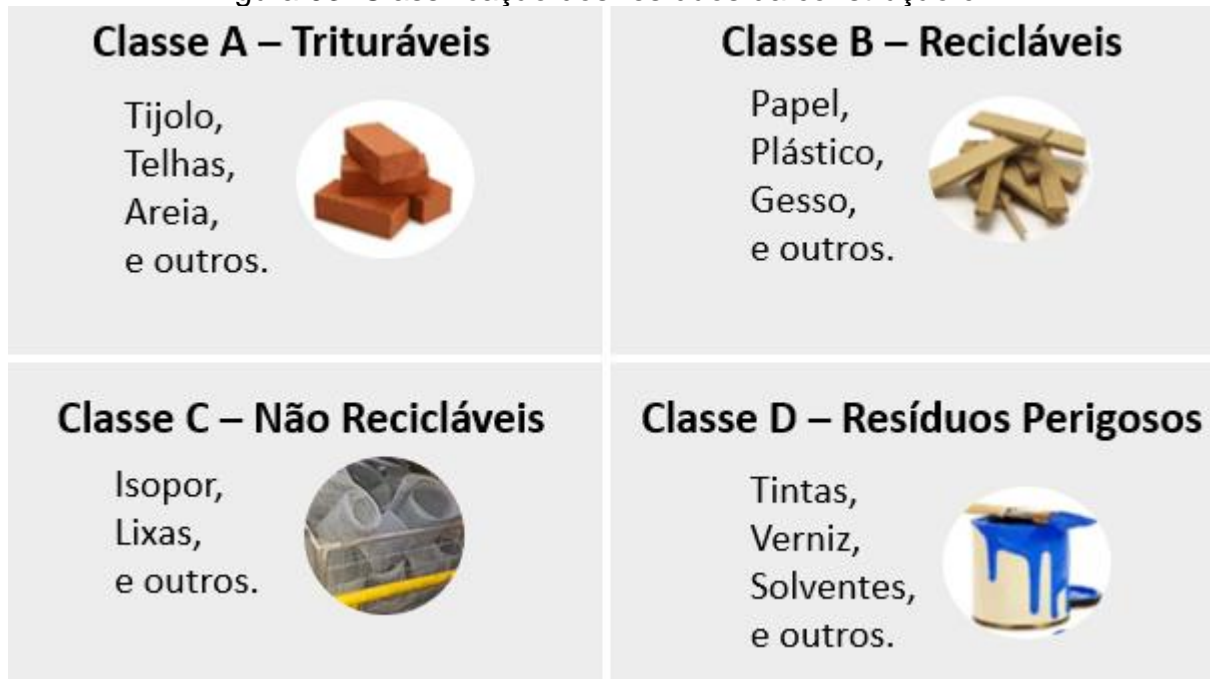 Classe A – Trituráveis
Tijolo,
Telhas,
Areia,
e outros.
Classe B – Recicláveis
Papel,
Plástico,
Gesso,
e outros.
Classe C – Não Recicláveis
Isopor,
Lixas,
e outros.
Classe D – Resíduos Perigosos
Tintas,
Verniz,
Solventes,
e outros.